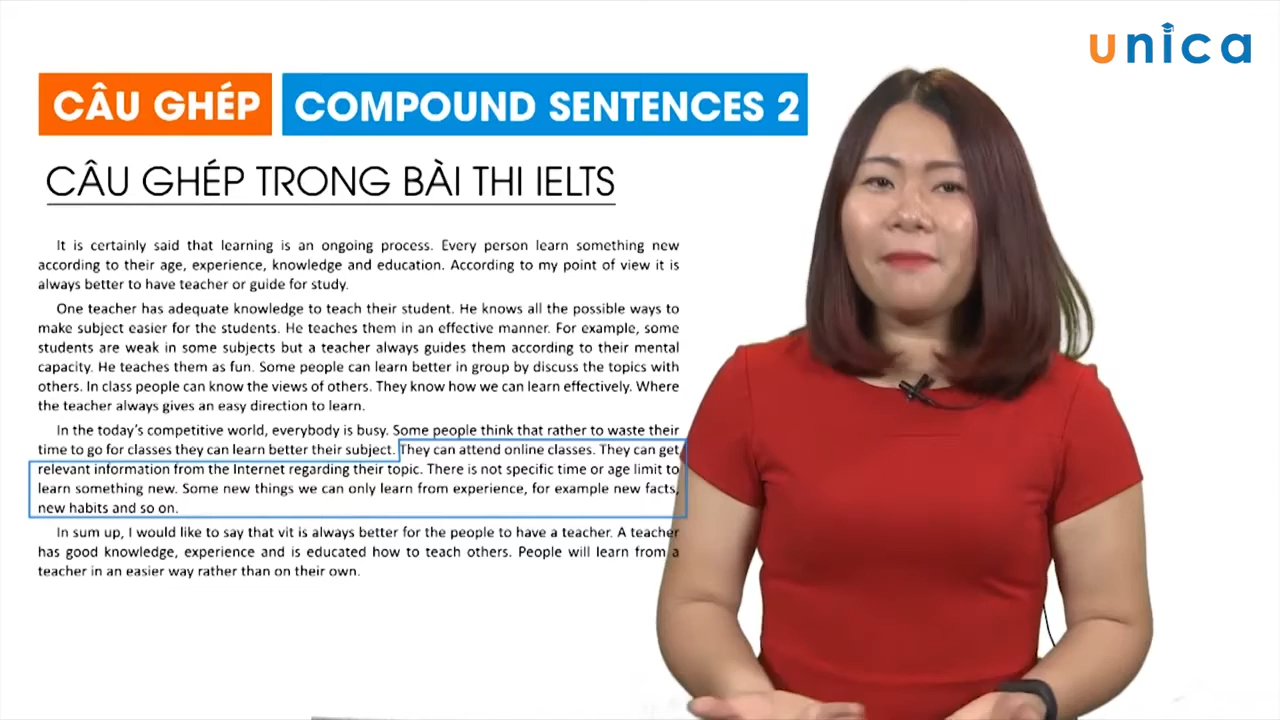 unica
CÂU GHÉP COMPOUND SENTENCES 2
CÂU GHÉP TRONG BÀI THI IELTS
It is certainly said that learning is an ongoing process. Every person learn something new
according to their age, experience, knowledge and education. According to my point of view it is
always better to have teacher or guide for study.
One teacher has adequate knowledge to teach their student. He knows all the possible ways to
make subject easier for the students. He teaches them in an effective manner. For example, some
students are weak in some subjects but a teacher always guides them according to their mental
capacity. He teaches them as fun. Some people can learn better in group by discuss the topics with
others. In class people can know the views of others. They know how we can learn effectively. Where
the teacher always gives an easy direction to learn.
In the today's competitive world, everybody is busy. Some people think that rather to waste their
time to go for classes they can learn better their subject. They can attend online classes. They can get
relevant information from the Internet regarding their topic. There is not specific time or age limit to
learn something new. Some new things we can only learn from experience, for example new facts,
new habits and so on.
In sum up, I would like to say that vit is always better for the people to have a teacher. A teacher
has good knowledge, experience and is educated how to teach others. People will learn from a
teacher in an easier way rather than on their own.